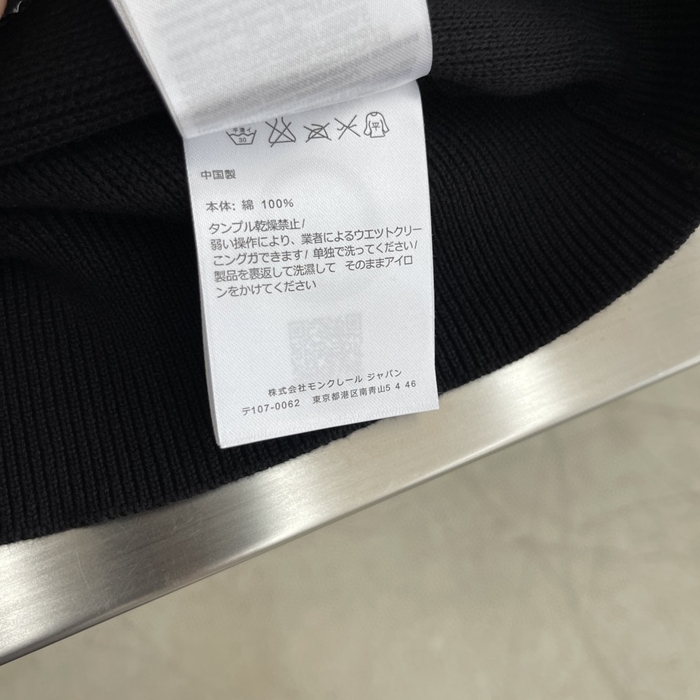 手洗イ
30
平
中国製
本体: 綿 100%
タンブル乾燥禁止/
弱い操作により、業者によるウエットクリー
ニングができます/ 単独で洗ってください/
製品を裏返して洗濯して そのままアイロ
ンをかけてください
株式会社モンクレール ジャパン
〒107-0062 東京都港区南青山5 4 46